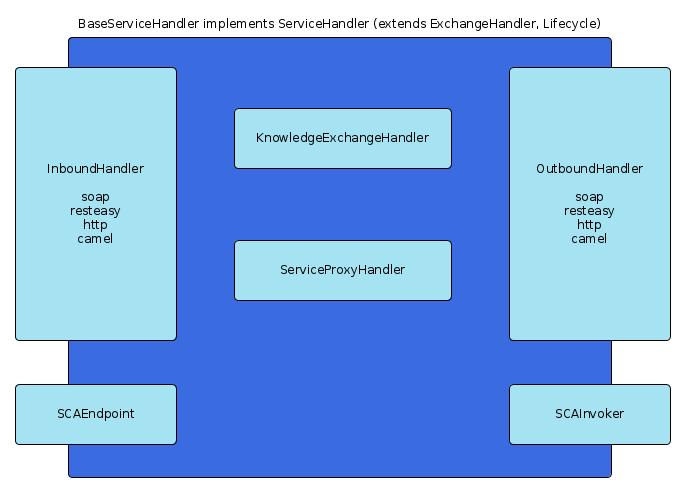 BaseServiceHandler implements ServiceHandler (extends ExchangeHandler, Lifecycle)
InboundHandler
soap
resteasy
http
camel
KnowledgeExchangeHandler
ServiceProxyHandler
OutboundHandler
soap
resteasy
http
camel
SCAEndpoint
SCAInvoker